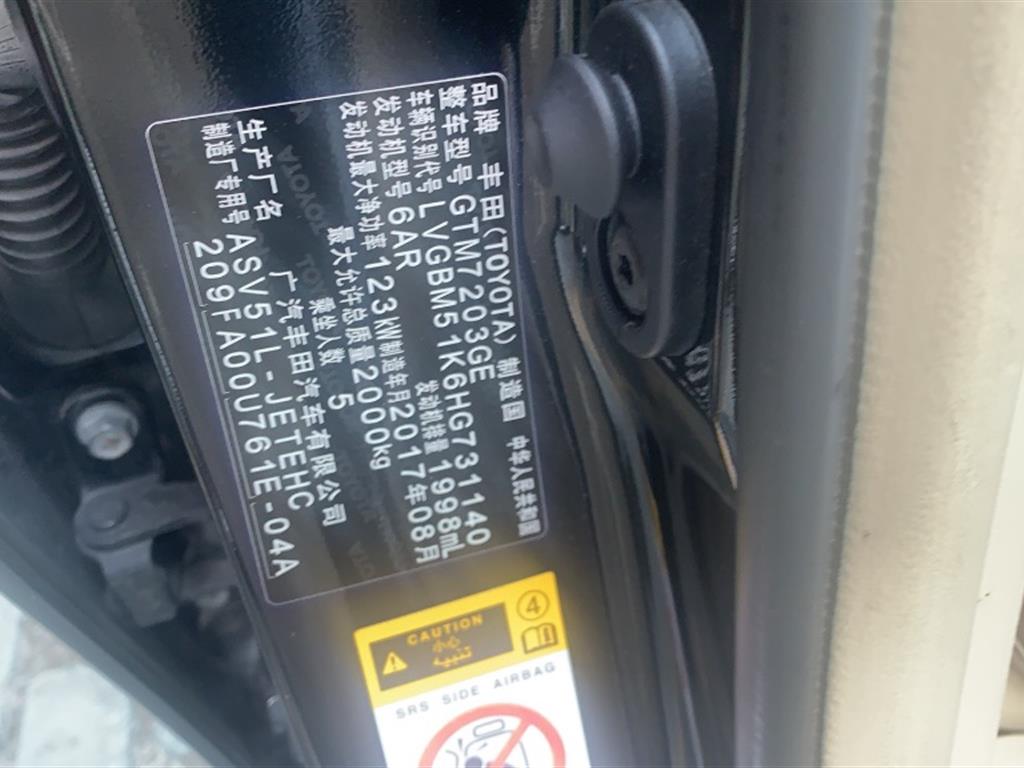 品牌 丰田(TOYOTA) 制造国 中华人民共和国
整车型号 GTM7203GE
车辆识别代号 LVGBM51K6HG731140
发动机型号 6AR 发动机排量 1998mL
发动机最大净功率 123kW 制造年月 2017年08月
最大允许总质量 2000kg
乘坐人数 5
生产厂名 广汽丰田汽车有限公司
制造厂专用号 ASV51L-JETEHC
209FA00U761E-04A
4
CAUTION
小心
تنبيه
SRS SIDE AIRBAG